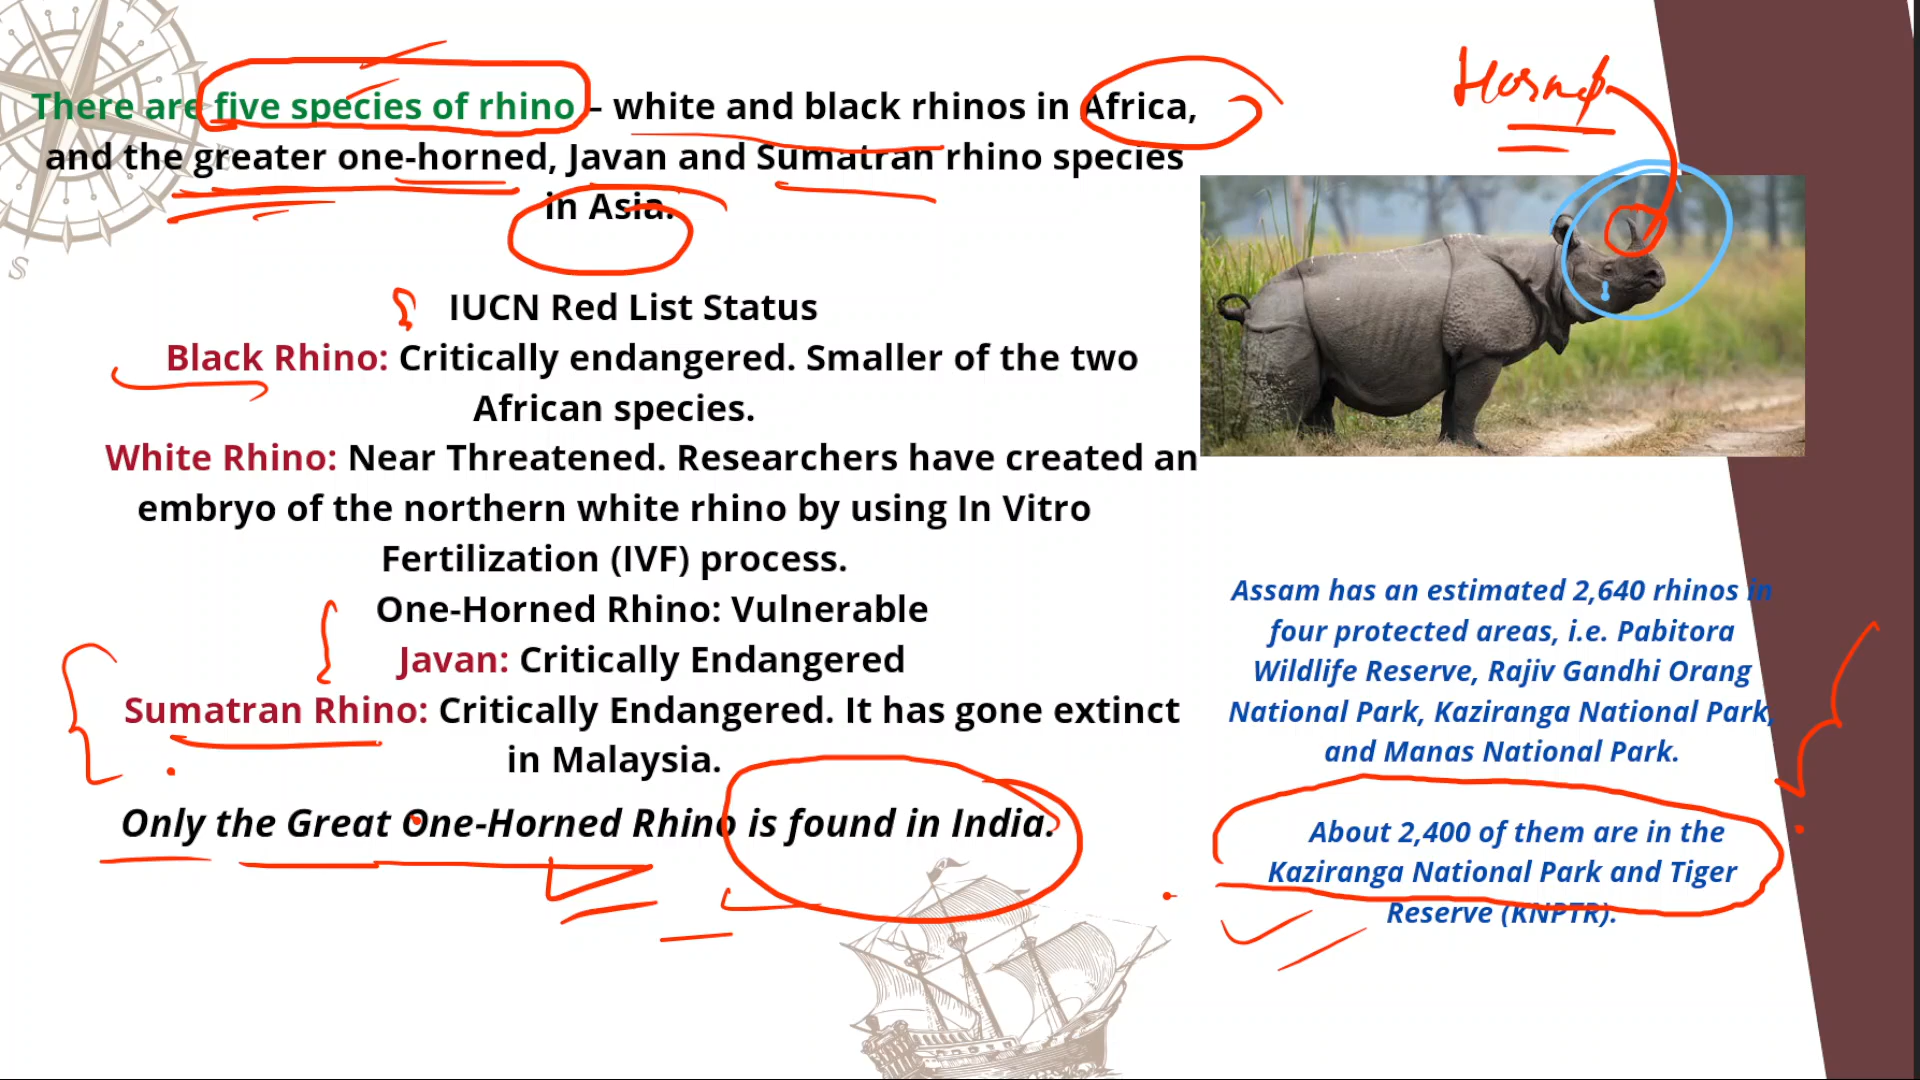 There are five species of rhino – white and black rhinos in Africa,
and the greater one-horned, Javan and Sumatran rhino species
in Asia.
IUCN Red List Status
Black Rhino: Critically endangered. Smaller of the two
African species.
White Rhino: Near Threatened. Researchers have created an
embryo of the northern white rhino by using In Vitro
Fertilization (IVF) process.
One-Horned Rhino: Vulnerable
Javan: Critically Endangered
Sumatran Rhino: Critically Endangered. It has gone extinct
in Malaysia.
Only the Great One-Horned Rhino is found in India.
S
Assam has an estimated 2,640 rhinos in
four protected areas, i.e. Pabitora
Wildlife Reserve, Rajiv Gandhi Orang
National Park, Kaziranga National Park,
and Manas National Park.
About 2,400 of them are in the
Kaziranga National Park and Tiger
Reserve (KNPTR).